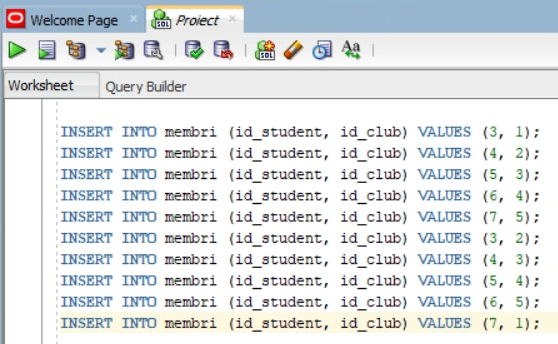 Welcome Page
Proiect
Worksheet
Query Builder
INSERT INTO membri (id_student, id_club) VALUES (3, 1);
INSERT INTO membri (id_student, id_club) VALUES (4, 2);
INSERT INTO membri (id_student, id_club) VALUES (5, 3);
INSERT INTO membri (id_student, id_club) VALUES (6, 4);
INSERT INTO membri (id_student, id_club) VALUES (7, 5);
INSERT INTO membri (id_student, id_club) VALUES (3, 2);
INSERT INTO membri (id_student, id_club) VALUES (4, 3);
INSERT INTO membri (id_student, id_club) VALUES (5, 4);
INSERT INTO membri (id_student, id_club) VALUES (6, 5);
INSERT INTO membri (id_student, id_club) VALUES (7, 1);